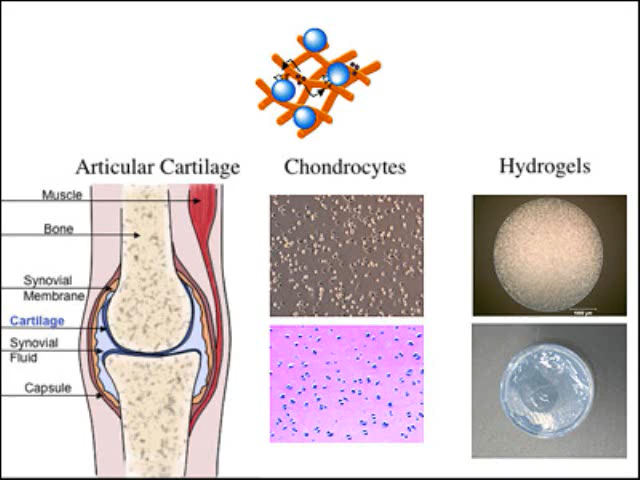 Articular Cartilage
Chondrocytes
Hydrogels
Muscle
Bone
Synovial
Membrane
Cartilage
Synovial
Fluid
Capsule